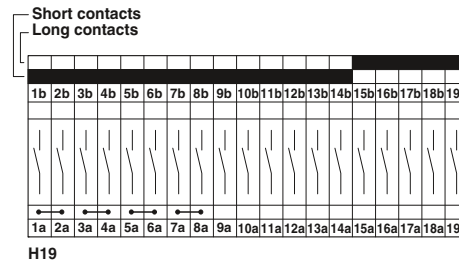 Short contacts
Long contacts
1b 2b 3b 4b 5b 6b 7b 8b 9b 10b 11b 12b 13b 14b 15b 16b 17b 18b 19
1a 2a 3a 4a 5a 6a 7a 8a 9a 10a 11a 12a 13a 14a 15a 16a 17a 18a 19
H19